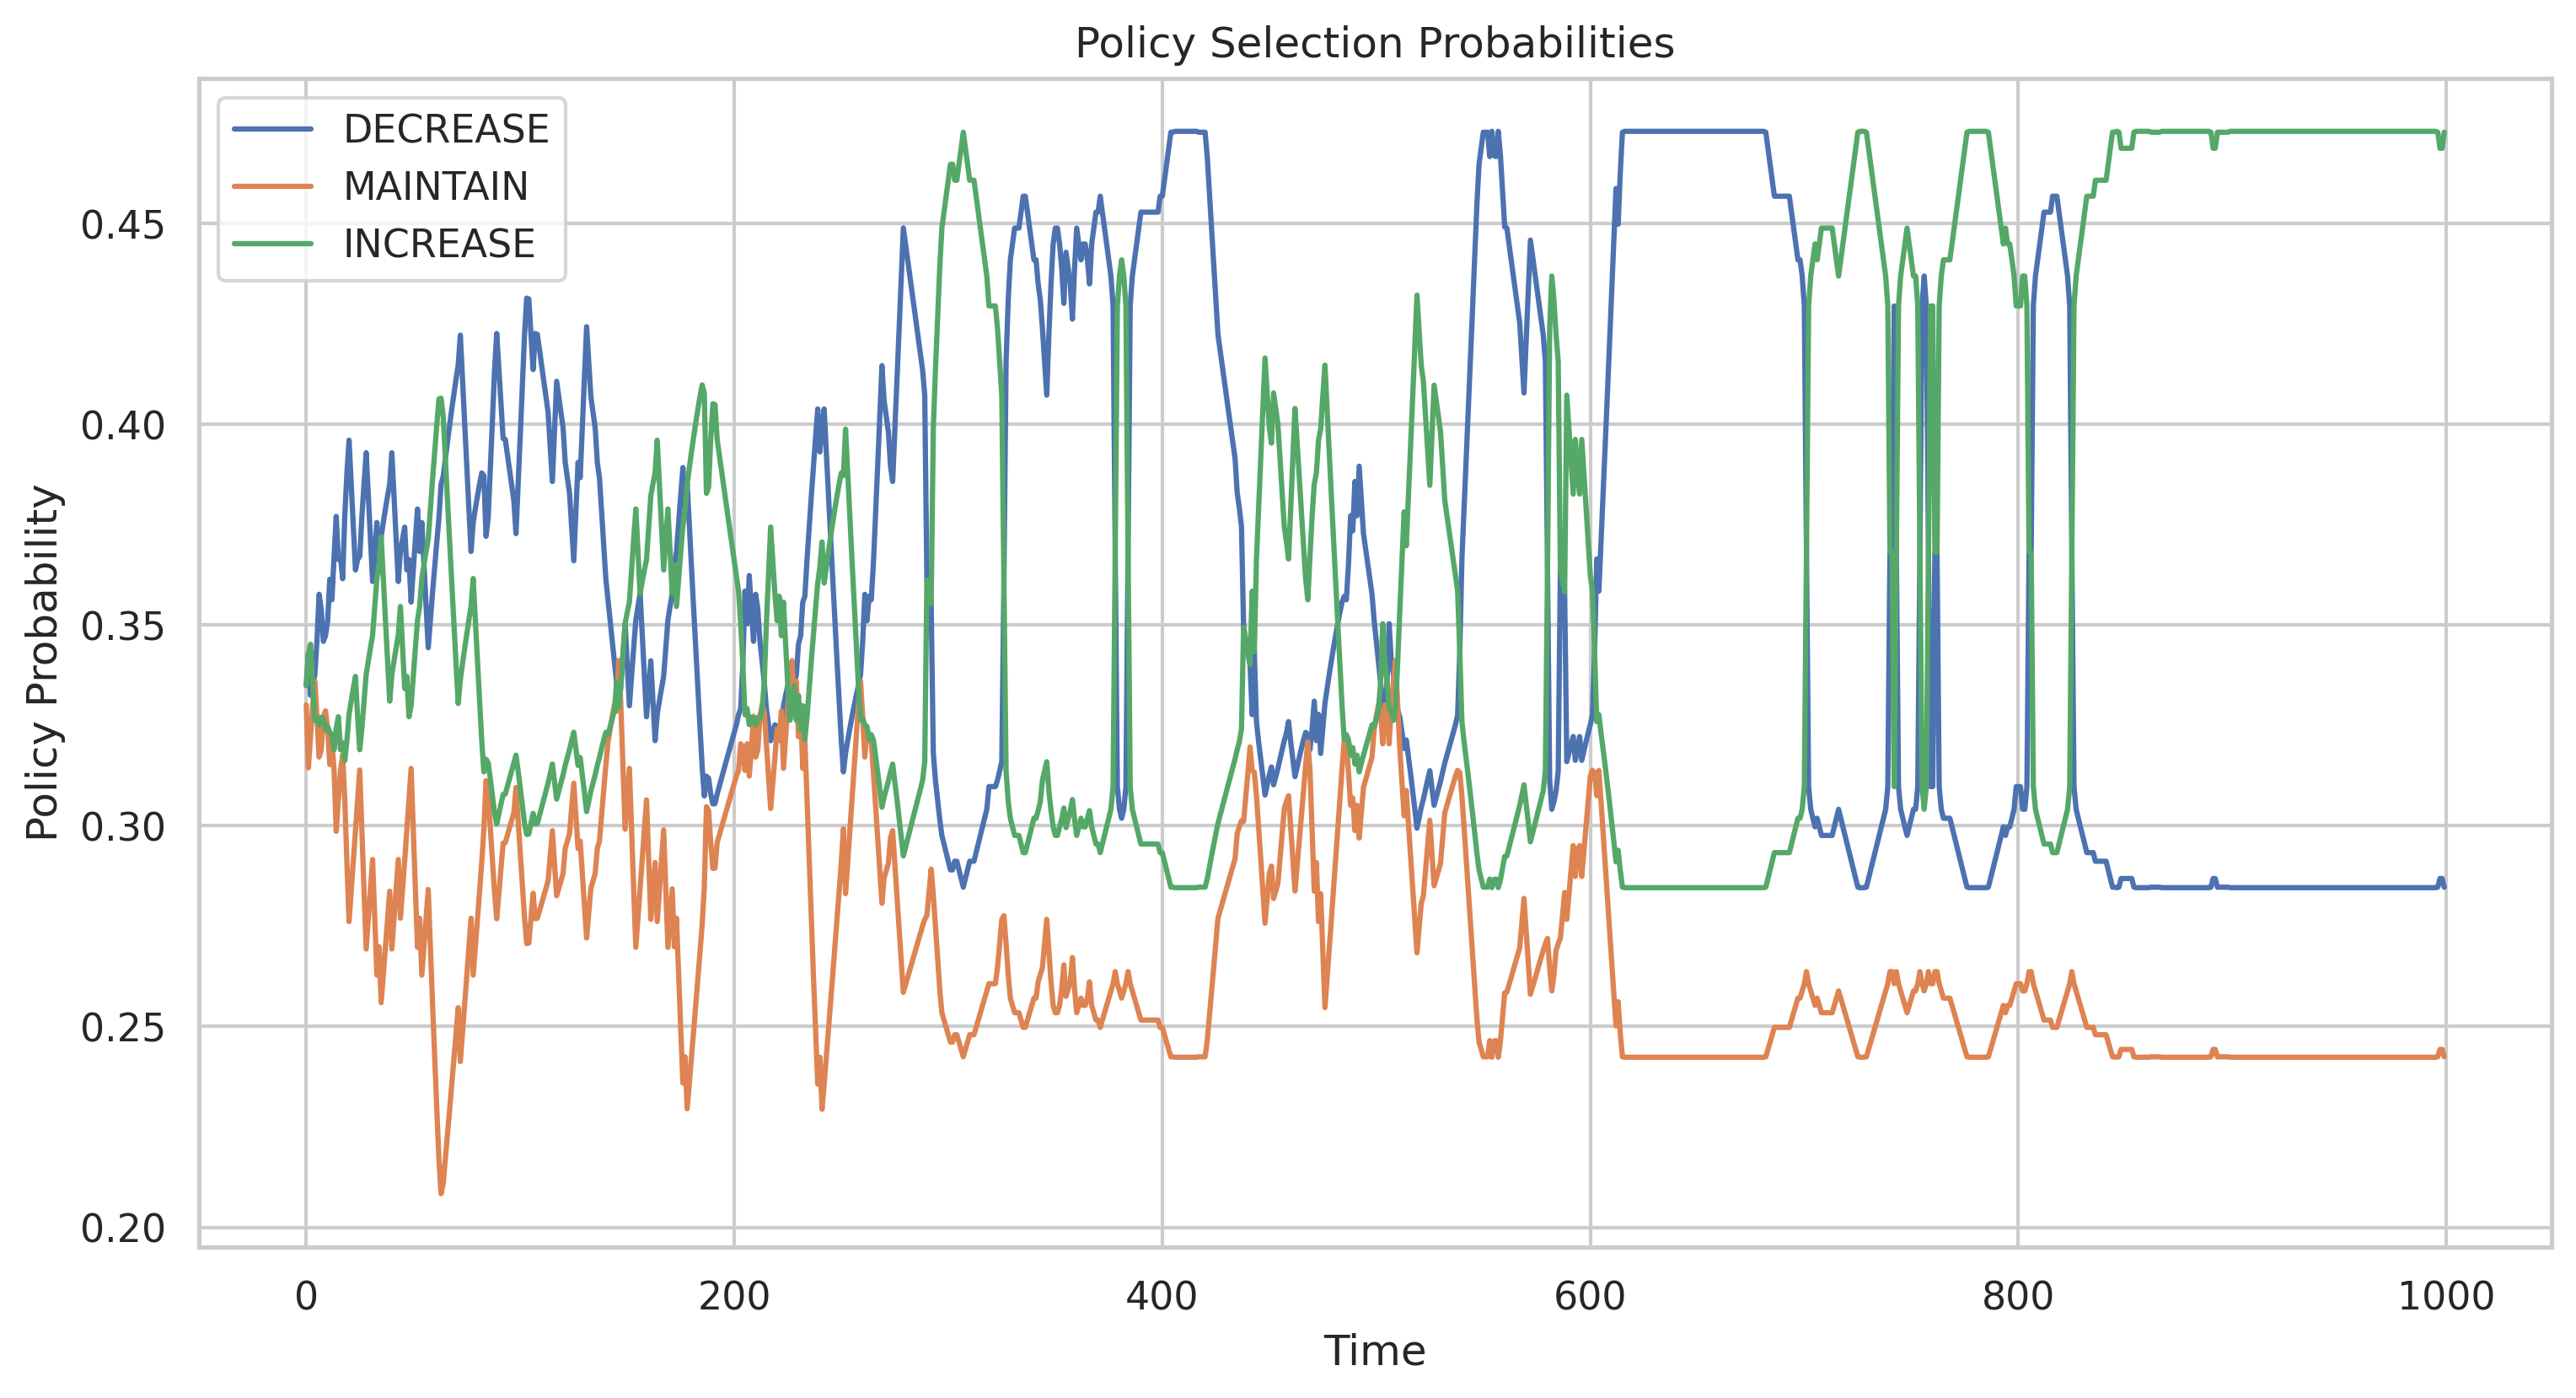 Policy Selection Probabilities
DECREASE
MAINTAIN
INCREASE
Policy Probability
0.45
0.40
0.35
0.30
0.25
0.20
0 200 400 600 800 1000
Time